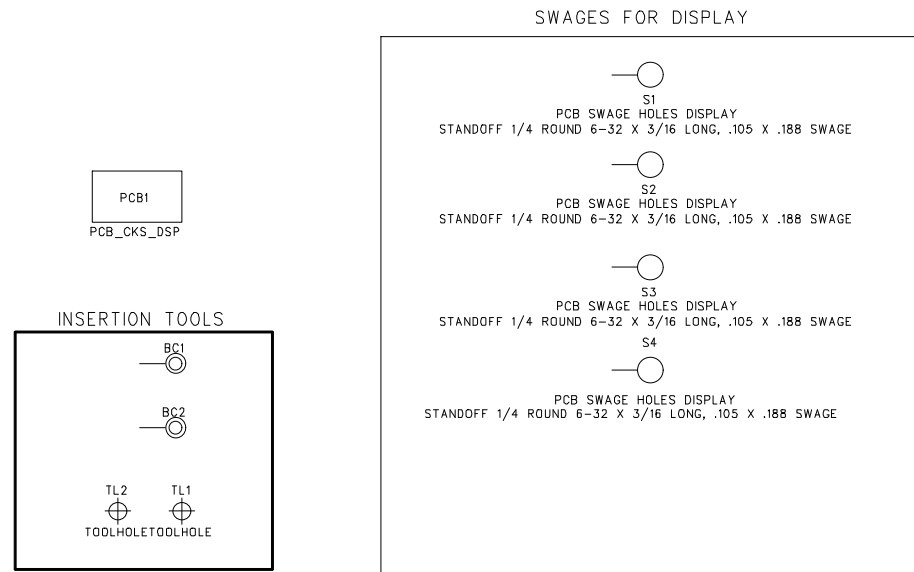 SWAGES FOR DISPLAY
S1
PCB SWAGE HOLES DISPLAY
STANDOFF 1/4 ROUND 6-32 X 3/16 LONG, .105 X .188 SWAGE
S2
PCB SWAGE HOLES DISPLAY
STANDOFF 1/4 ROUND 6-32 X 3/16 LONG, .105 X .188 SWAGE
S3
PCB SWAGE HOLES DISPLAY
STANDOFF 1/4 ROUND 6-32 X 3/16 LONG, .105 X .188 SWAGE
S4
PCB SWAGE HOLES DISPLAY
STANDOFF 1/4 ROUND 6-32 X 3/16 LONG, .105 X .188 SWAGE
PCB1
PCB_CKS_DSP
INSERTION TOOLS
BC1
BC2
TL2 TL1
TOOLHOLE TOOLHOLE